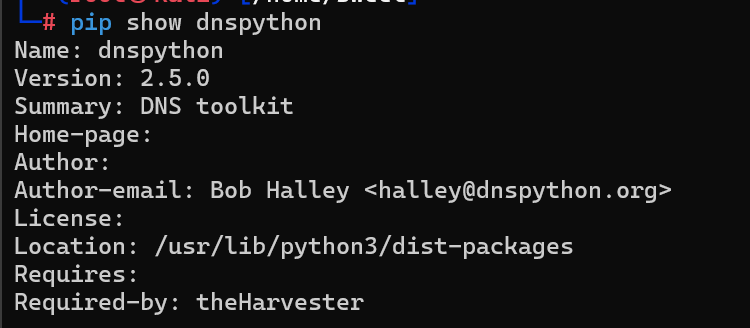 # pip show dnspython
Name: dnspython
Version: 2.5.0
Summary: DNS toolkit
Home-page:
Author:
Author-email: Bob Halley <halley@dnspython.org>
License:
Location: /usr/lib/python3/dist-packages
Requires:
Required-by: theHarvester